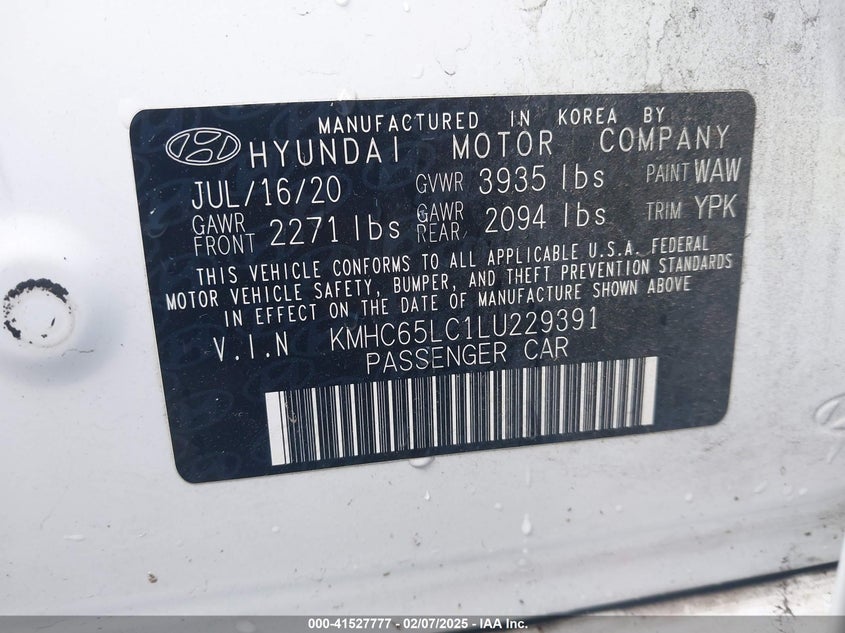 MANUFACTURED IN KOREA BY
HYUNDAI MOTOR COMPANY
JUL/16/20 GVWR 3935 lbs PAINT WAW
GAWR FRONT 2271 lbs GAWR REAR 2094 lbs TRIM YPK
THIS VEHICLE CONFORMS TO ALL APPLICABLE U.S.A. FEDERAL
MOTOR VEHICLE SAFETY, BUMPER, AND THEFT PREVENTION STANDARDS
IN EFFECT ON THE DATE OF MANUFACTURE SHOWN ABOVE
V.I.N KMHC65LC1LU229391
PASSENGER CAR
000-41527777 - 02/07/2025 - IAA, Inc.